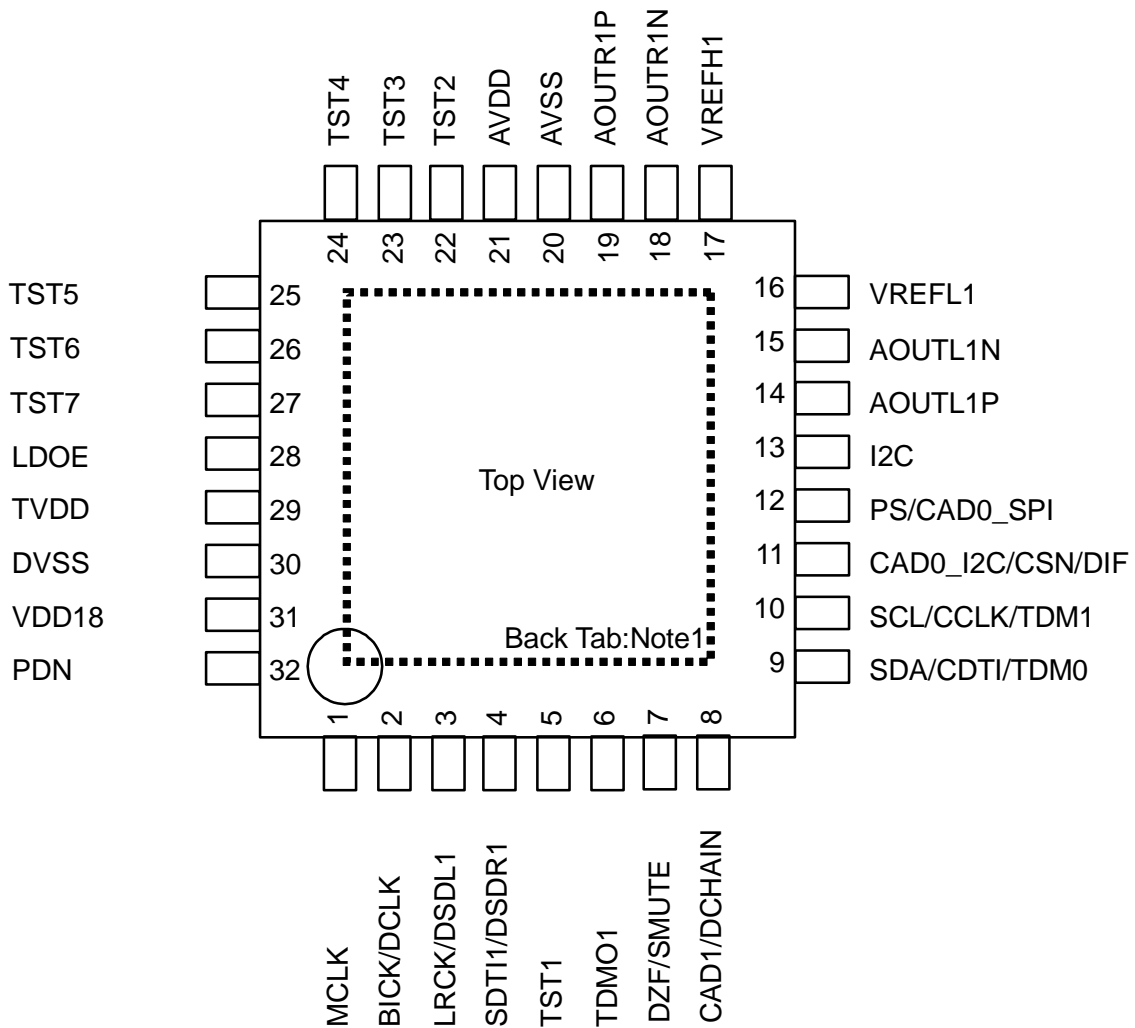 TST4
TST3
TST2
AVDD
AVSS
AOUTR1P
AOUTR1N
VREFH1
24
23
22
21
20
19
18
17
TST5
25
16
VREFL1
TST6
26
15
AOUTL1N
TST7
27
14
AOUTL1P
LDOE
28
13
I2C
Top View
TVDD
29
12
PS/CAD0_SPI
DVSS
30
11
CAD0_I2C/CSN/DIF
VDD18
31
10
SCL/CCLK/TDM1
Back Tab:Note1
PDN
32
9
SDA/CDTI/TDM0
1
2
3
4
5
6
7
8
MCLK
BICK/DCLK
LRCK/DSDL1
SDTI1/DSDR1
TST1
TDMO1
DZF/SMUTE
CAD1/DCHAIN